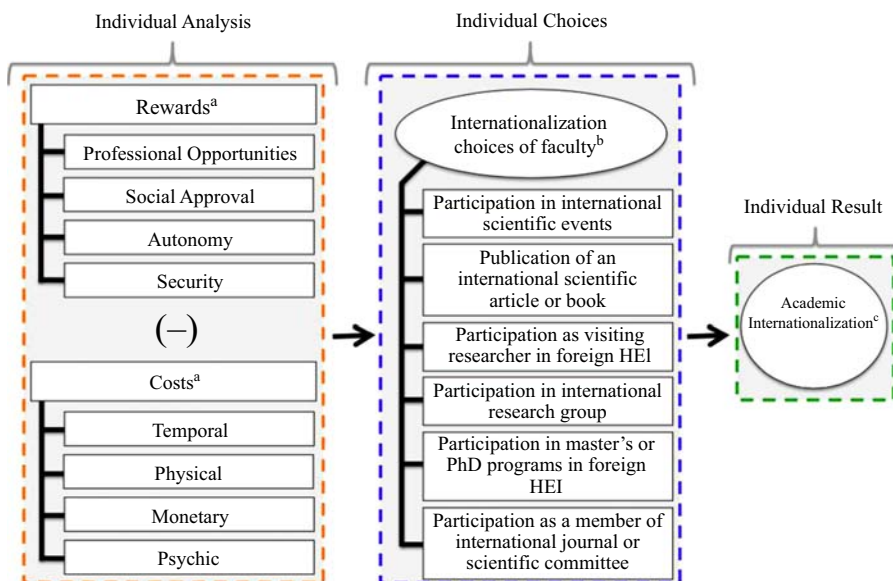 Individual Analysis
Rewardsᵃ
Professional Opportunities
Social Approval
Autonomy
Security
(–)
Costsᵃ
Temporal
Physical
Monetary
Psychic
Individual Choices
Internationalization
choices of facultyᵇ
Participation in international
scientific events
Publication of an
international scientific
article or book
Participation as visiting
researcher in foreign HEl
Participation in international
research group
Participation in master’s or
PhD programs in foreign
HEI
Participation as a member of
international journal or
scientific committee
Individual Result
Academic
Internationalizationᶜ